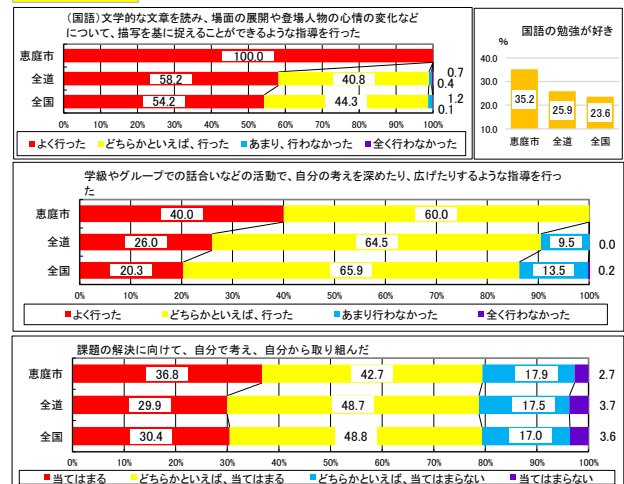 (国語)文学的な文章を読み、場面の展開や登場人物の心情の変化など
について、描写を基に捉えることができるような指導を行った
恵庭市
100.0
全道
58.2
40.8
0.7
0.4
全国
54.2
44.3
1.2
0.1
0% 10% 20% 30% 40% 50% 60% 70% 80% 90% 100%
■よく行った ■どちらかといえば、行った ■あまり、行わなかった ■全く行わなかった
国語の勉強が好き
%
40.0
30.0
20.0
10.0
35.2
25.9
23.6
恵庭市 全道 全国
学級やグループでの話合いなどの活動で、自分の考えを深めたり、広げたりするような指導を行っ
た
恵庭市
40.0
60.0
全道
26.0
64.5
9.5
0.0
全国
20.3
65.9
13.5
0.2
0% 10% 20% 30% 40% 50% 60% 70% 80% 90% 100%
■よく行った ■どちらかといえば、行った ■あまり行わなかった ■全く行わなかった
課題の解決に向けて、自分で考え、自分から取り組んだ
恵庭市
36.8
42.7
17.9
2.7
全道
29.9
48.7
17.5
3.7
全国
30.4
48.8
17.0
3.6
0% 10% 20% 30% 40% 50% 60% 70% 80% 90% 100%
■当てはまる ■どちらかといえば、当てはまる ■どちらかといえば、当てはまらない ■当てはまらない